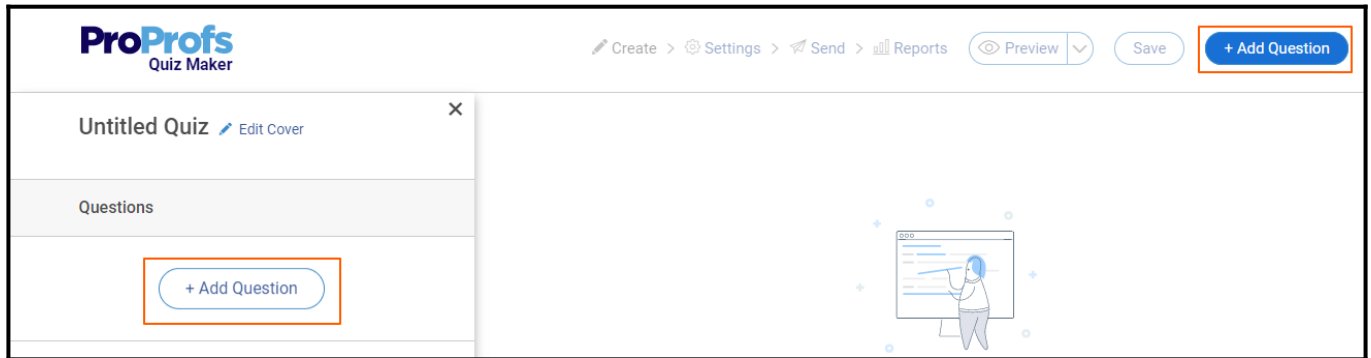 ProProfs
Quiz Maker
Create > Settings > Send > Reports Preview Save + Add Question
Untitled Quiz Edit Cover
Questions
+ Add Question